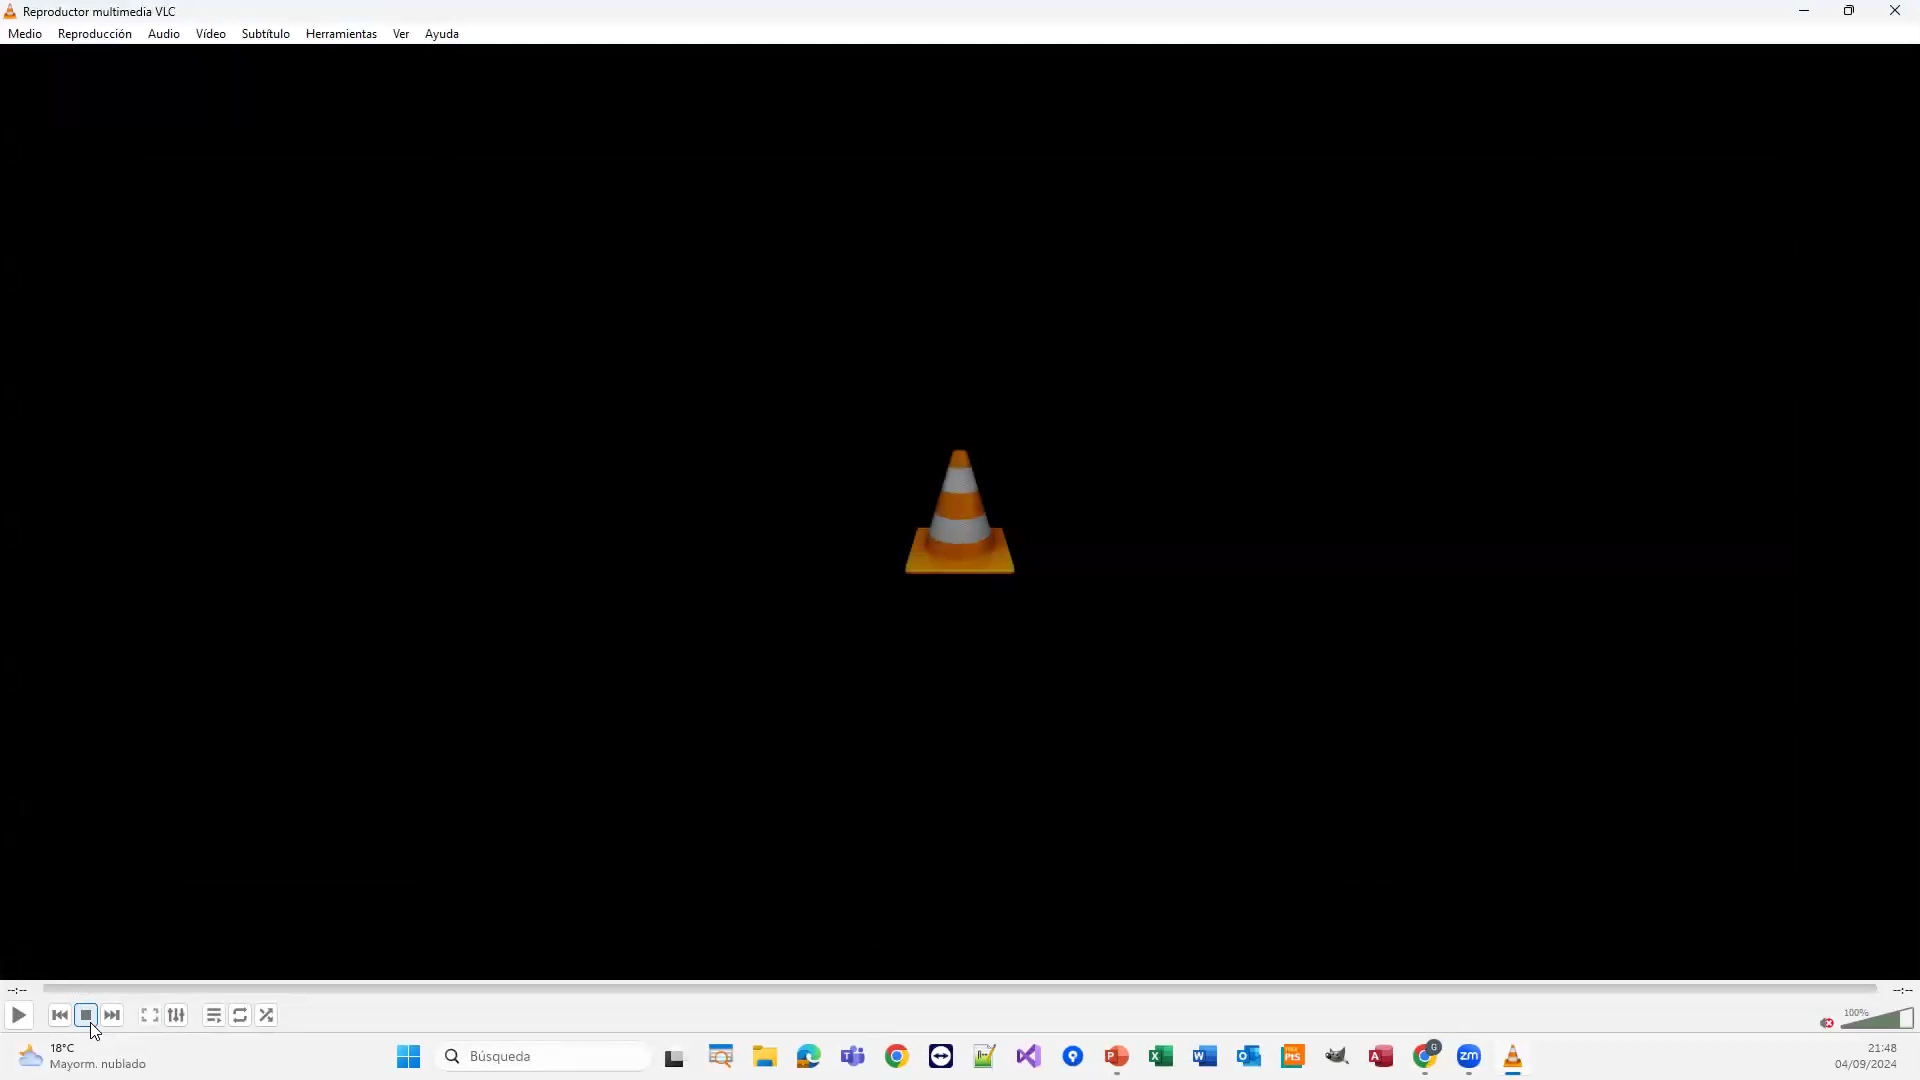 Reproductor multimedia VLC
Medio Reproducción Audio Vídeo Subtítulo Herramientas Ver Ayuda
--:-- --:--
100%
18°C
Mayorm. nublado
Búsqueda
G
zm
21:48
04/09/2024